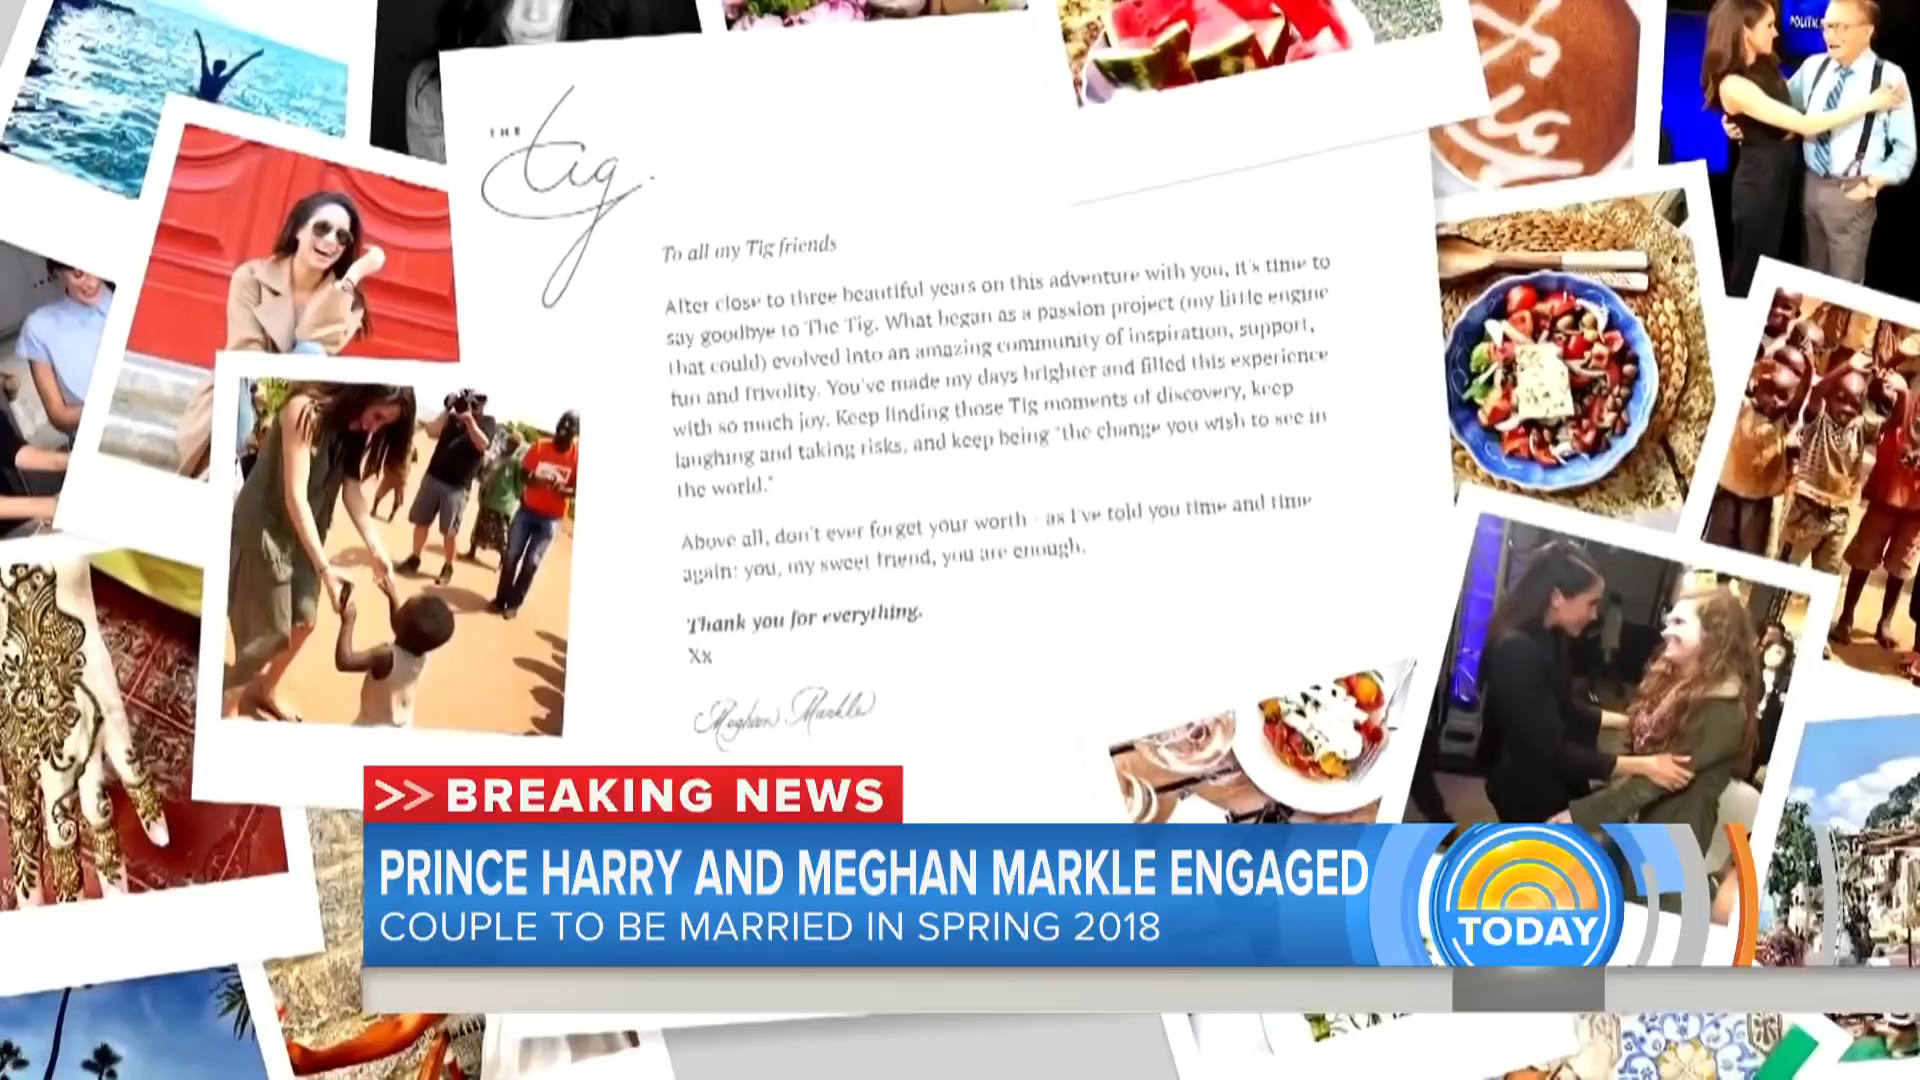 POLITIK
THE
tig.
To all my Tig friends
After close to three beautiful years on this adventure with you, it's time to
say goodbye to The Tig. What began as a passion project (my little engine
that could) evolved into an amazing community of inspiration, support,
fun and frivolity. You've made my days brighter and filled this experience
with so much joy. Keep finding those Tig moments of discovery, keep
laughing and taking risks, and keep being "the change you wish to see in
the world."
Above all, don't ever forget your worth - as I've told you time and time
again: you, my sweet friend, you are enough.
Thank you for everything.
Xx
Meghan Markle
>> BREAKING NEWS
PRINCE HARRY AND MEGHAN MARKLE ENGAGED
COUPLE TO BE MARRIED IN SPRING 2018
TODAY